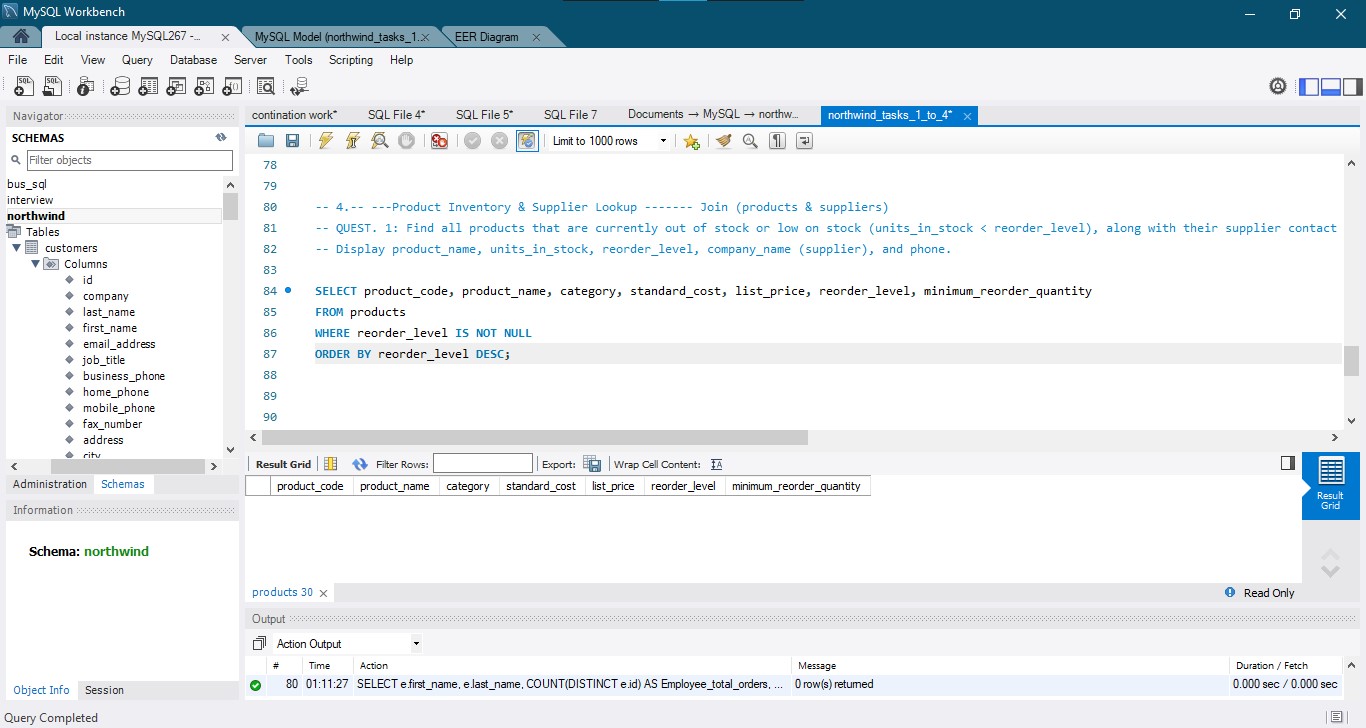 MySQL Workbench
Local instance MySQL267 -...
MySQL Model (northwind_tasks_1...
EER Diagram
File Edit View Query Database Server Tools Scripting Help
Navigator
SCHEMAS
Filter objects
bus_sql
interview
northwind
Tables
customers
Columns
id
company
last_name
first_name
email_address
job_title
business_phone
home_phone
mobile_phone
fax_number
address
city
Administration Schemas
Information
Schema: northwind
Object Info Session
contination work* SQL File 4* SQL File 5* SQL File 7 Documents → MySQL → northw... northwind_tasks_1_to_4*
Limit to 1000 rows
78
79
80 -- 4.-- ---Product Inventory & Supplier Lookup ------- Join (products & suppliers)
81 -- QUEST. 1: Find all products that are currently out of stock or low on stock (units_in_stock < reorder_level), along with their supplier contact
82 -- Display product_name, units_in_stock, reorder_level, company_name (supplier), and phone.
83
84 SELECT product_code, product_name, category, standard_cost, list_price, reorder_level, minimum_reorder_quantity
85 FROM products
86 WHERE reorder_level IS NOT NULL
87 ORDER BY reorder_level DESC;
88
89
90
Result Grid Filter Rows: Export: Wrap Cell Content:
product_code product_name category standard_cost list_price reorder_level minimum_reorder_quantity
Result
Grid
products 30
Read Only
Output
Action Output
# Time Action Message Duration / Fetch
80 01:11:27 SELECT e.first_name, e.last_name, COUNT(DISTINCT e.id) AS Employee_total_orders, ... 0 row(s) returned 0.000 sec / 0.000 sec
Query Completed